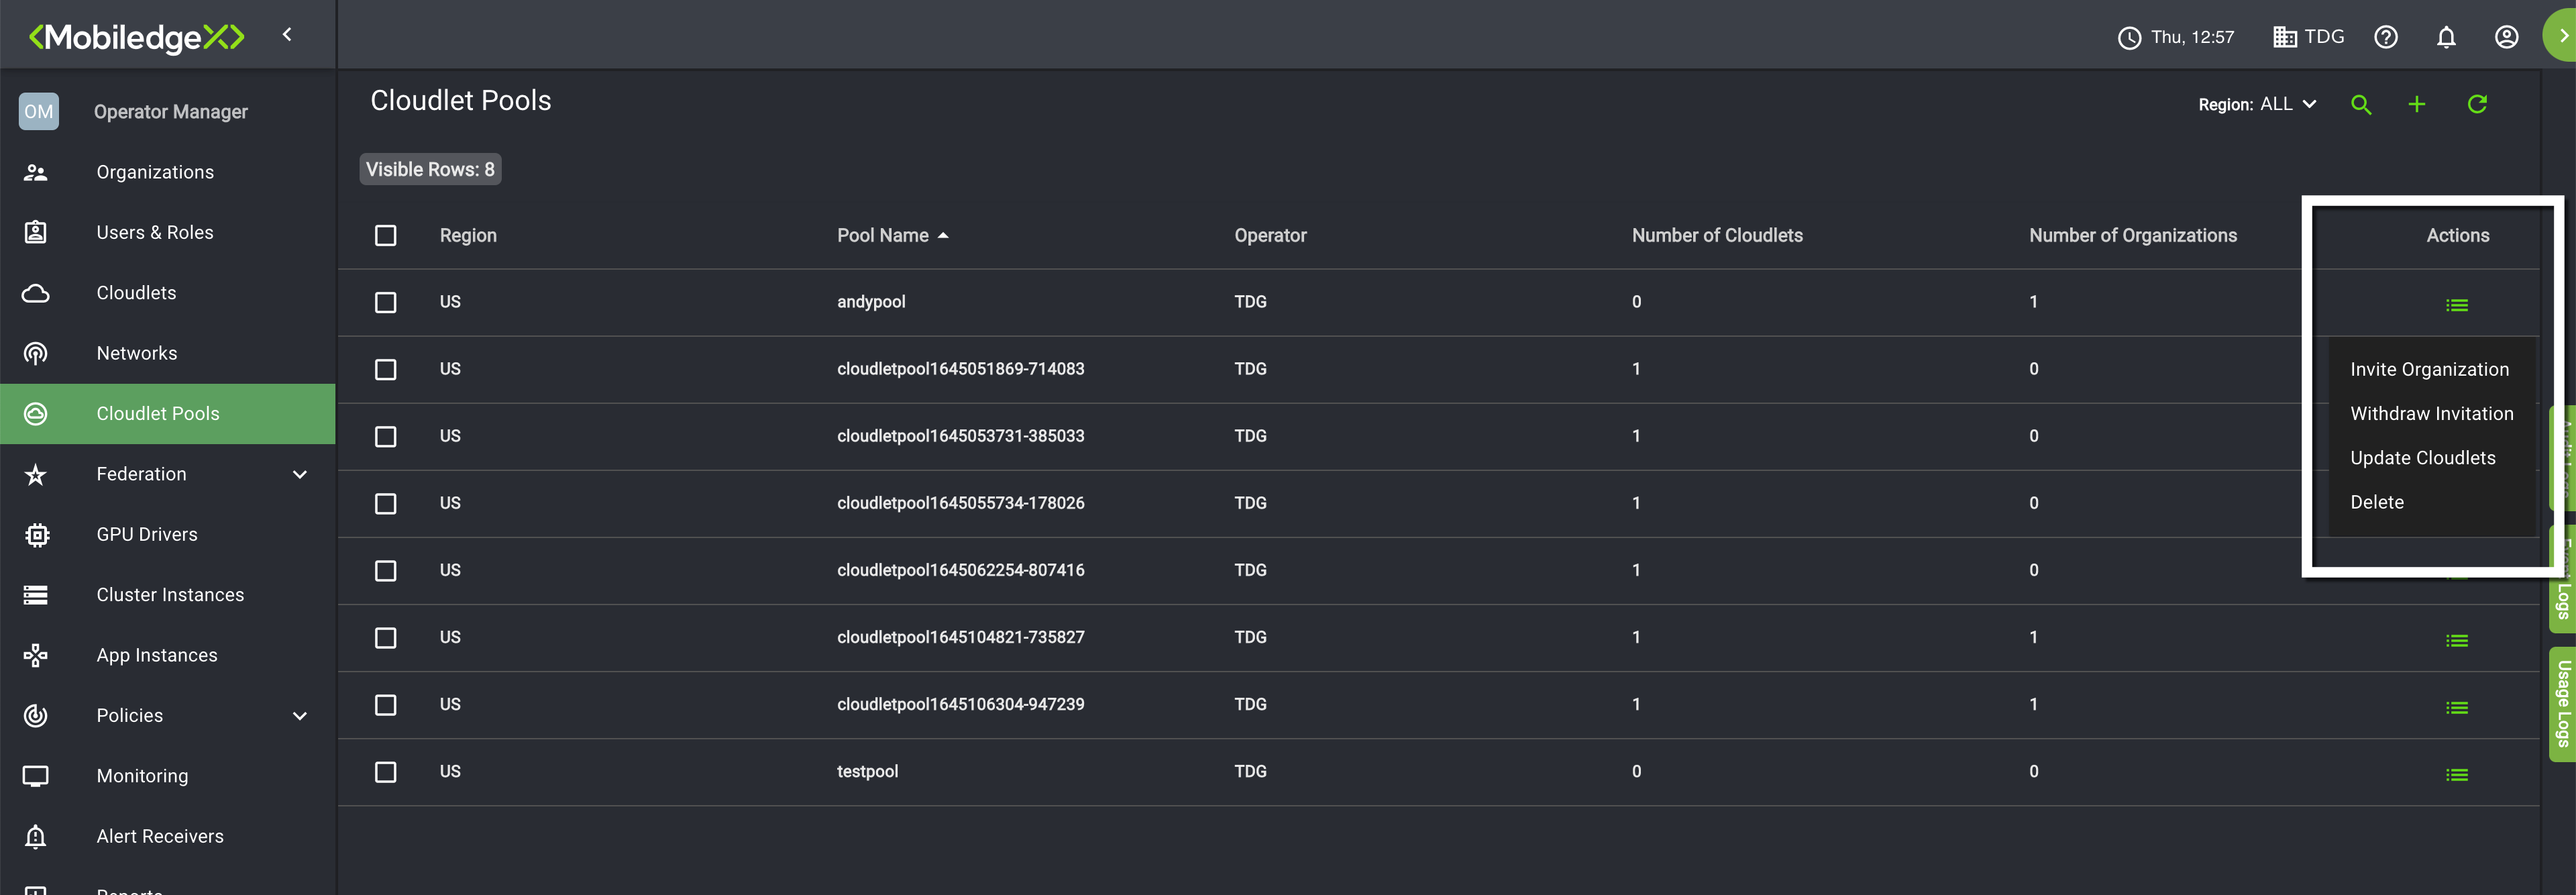 <MobiledgeX>
Thu, 12:57
TDG
OM
Operator Manager
Organizations
Users & Roles
Cloudlets
Networks
Cloudlet Pools
Federation
GPU Drivers
Cluster Instances
App Instances
Policies
Monitoring
Alert Receivers
Cloudlet Pools
Region: ALL
Visible Rows: 8
Region Pool Name Operator Number of Cloudlets Number of Organizations Actions
US andypool TDG 0 1
US cloudletpool1645051869-714083 TDG 1 0
US cloudletpool1645053731-385033 TDG 1 0
US cloudletpool1645055734-178026 TDG 1 0
US cloudletpool1645062254-807416 TDG 1 0
US cloudletpool1645104821-735827 TDG 1 1
US cloudletpool1645106304-947239 TDG 1 1
US testpool TDG 0 0
Invite Organization
Withdraw Invitation
Update Cloudlets
Delete
Logs
Usage Logs